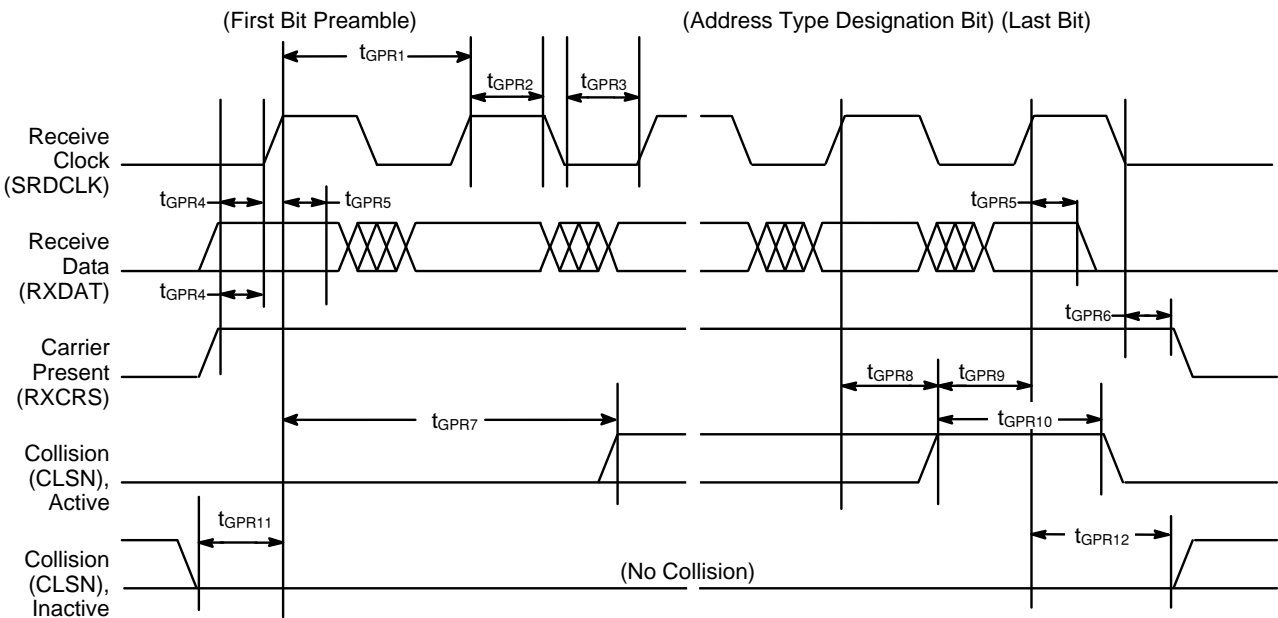 (First Bit Preamble)
(Address Type Designation Bit) (Last Bit)
tGPR1
tGPR2
tGPR3
Receive
Clock
(SRDCLK)
tGPR4
tGPR5
tGPR5
Receive
Data
(RXDAT)
tGPR4
tGPR6
Carrier
Present
(RXCRS)
tGPR8
tGPR9
tGPR7
tGPR10
Collision
(CLSN),
Active
tGPR11
tGPR12
Collision
(CLSN),
Inactive
(No Collision)